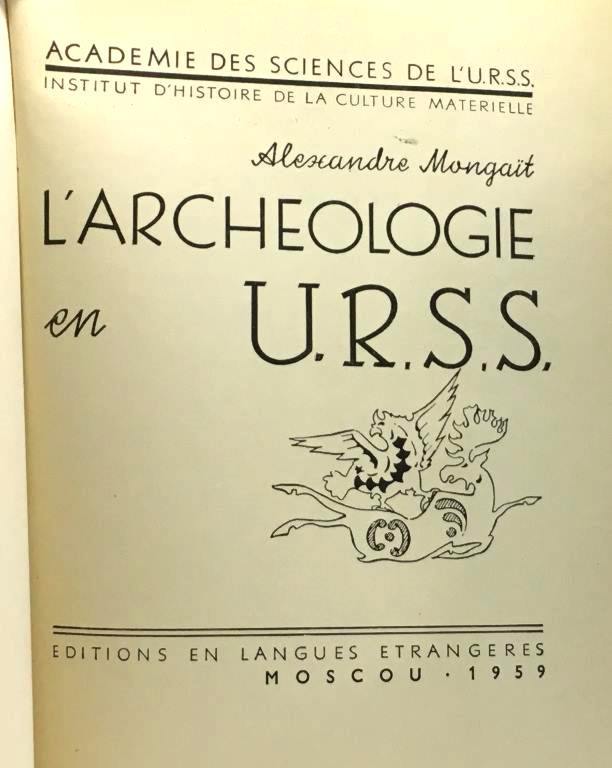 ACADEMIE DES SCIENCES DE L'U.R.S.S.
INSTITUT D'HISTOIRE DE LA CULTURE MATERIELLE
Alexandre Mongaït
L'ARCHEOLOGIE
en U.R.S.S.
EDITIONS EN LANGUES ETRANGERES
MOSCOU · 1959